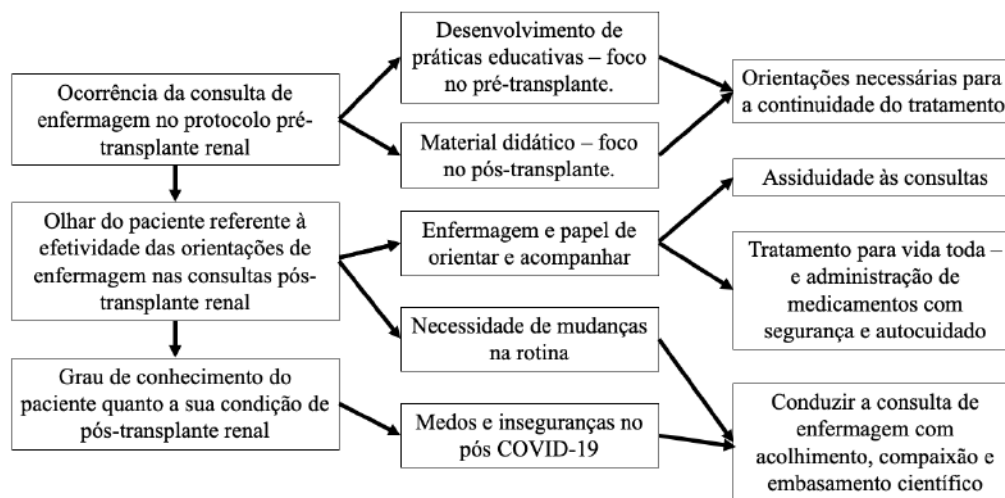 Ocorrência da consulta de
enfermagem no protocolo pré-
transplante renal
Olhar do paciente referente à
efetividade das orientações de
enfermagem nas consultas pós-
transplante renal
Grau de conhecimento do
paciente quanto a sua condição de
pós-transplante renal
Desenvolvimento de
práticas educativas – foco
no pré-transplante.
Material didático – foco
no pós-transplante.
Enfermagem e papel de
orientar e acompanhar
Necessidade de mudanças
na rotina
Medos e inseguranças no
pós COVID-19
Orientações necessárias para
a continuidade do tratamento
Assiduidade às consultas
Tratamento para vida toda –
e administração de
medicamentos com
segurança e autocuidado
Conduzir a consulta de
enfermagem com
acolhimento, compaixão e
embasamento científico